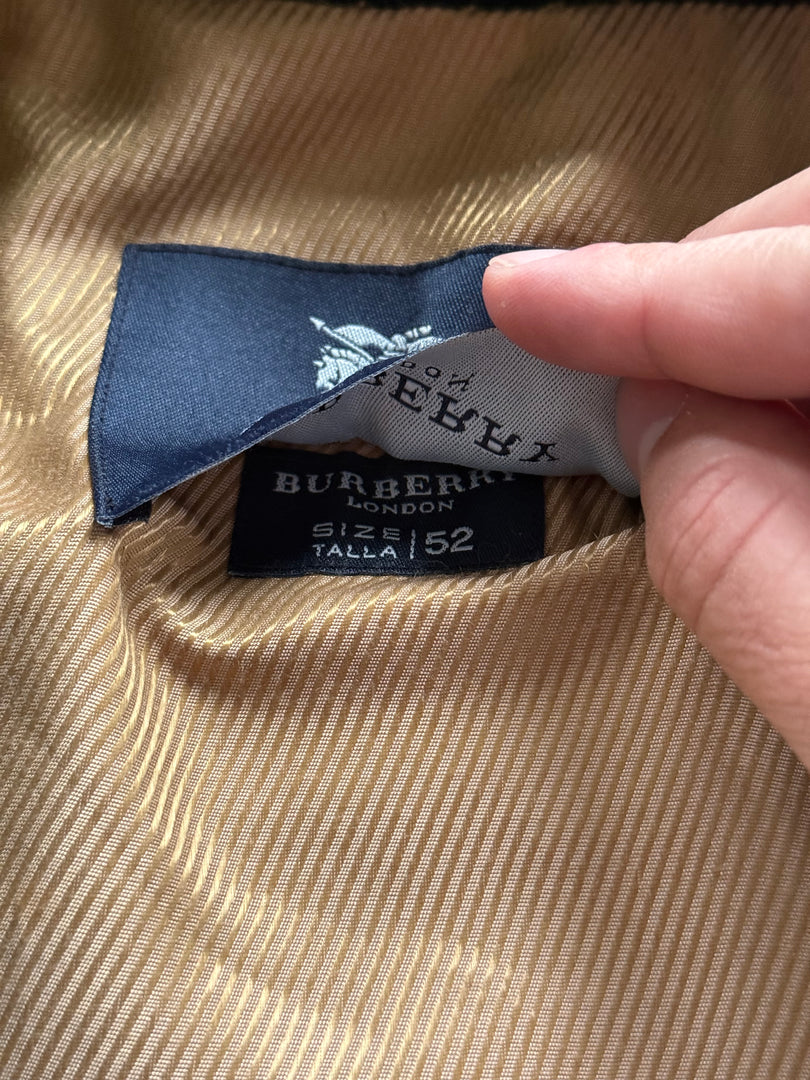 BURBERRY
LONDON
SIZE
TALLA | 52